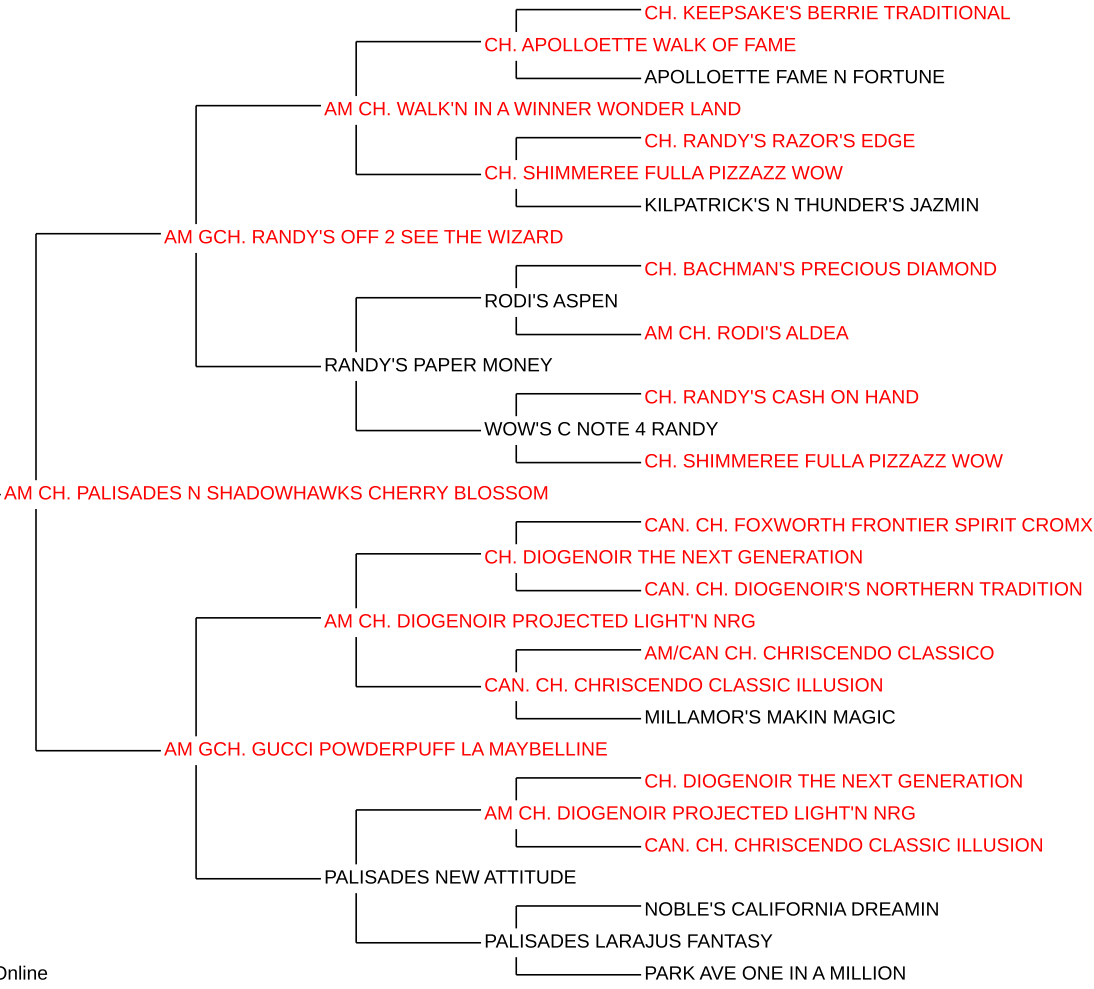 CH. KEEPSAKE'S BERRIE TRADITIONAL
CH. APOLLOETTE WALK OF FAME
APOLLOETTE FAME N FORTUNE
AM CH. WALK'N IN A WINNER WONDER LAND
CH. RANDY'S RAZOR'S EDGE
CH. SHIMMEREE FULLA PIZZAZZ WOW
KILPATRICK'S N THUNDER'S JAZMIN
AM GCH. RANDY'S OFF 2 SEE THE WIZARD
CH. BACHMAN'S PRECIOUS DIAMOND
RODI'S ASPEN
AM CH. RODI'S ALDEA
RANDY'S PAPER MONEY
CH. RANDY'S CASH ON HAND
WOW'S C NOTE 4 RANDY
CH. SHIMMEREE FULLA PIZZAZZ WOW
AM CH. PALISADES N SHADOWHAWKS CHERRY BLOSSOM
CAN. CH. FOXWORTH FRONTIER SPIRIT CROMX
CH. DIOGENOIR THE NEXT GENERATION
CAN. CH. DIOGENOIR'S NORTHERN TRADITION
AM CH. DIOGENOIR PROJECTED LIGHT'N NRG
AM/CAN CH. CHRISCENDO CLASSICO
CAN. CH. CHRISCENDO CLASSIC ILLUSION
MILLAMOR'S MAKIN MAGIC
AM GCH. GUCCI POWDERPUFF LA MAYBELLINE
CH. DIOGENOIR THE NEXT GENERATION
AM CH. DIOGENOIR PROJECTED LIGHT'N NRG
CAN. CH. CHRISCENDO CLASSIC ILLUSION
PALISADES NEW ATTITUDE
NOBLE'S CALIFORNIA DREAMIN
PALISADES LARAJUS FANTASY
PARK AVE ONE IN A MILLION
Online